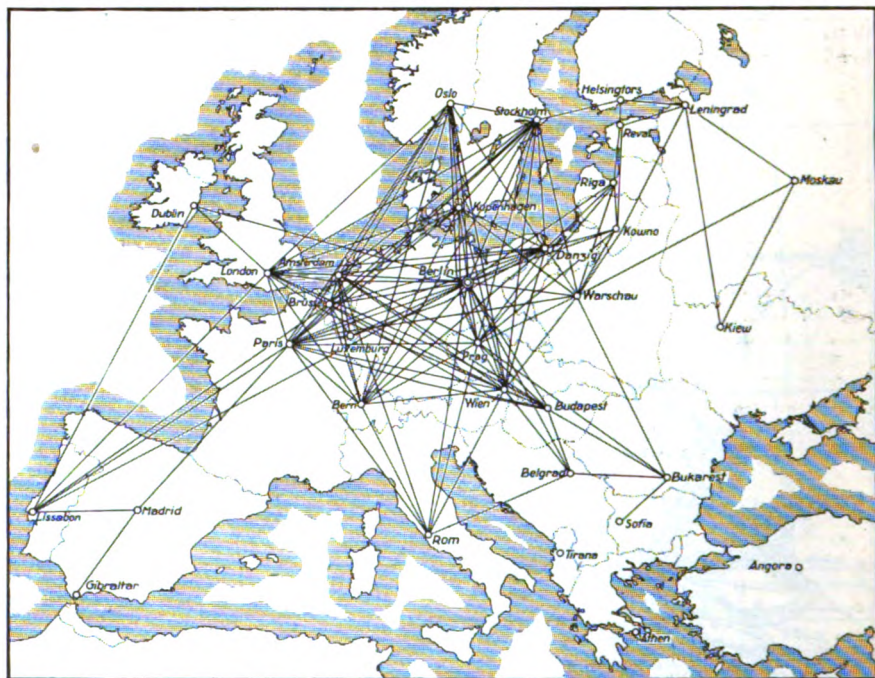 Oslo
Stockholm
Helsingfors
Leningrad
Reval
Riga
Moskau
Dublin
Kopenhagen
Kowno
Danzig
London
Amsterdam
Berlin
Warschau
Brüssel
Kiew
Paris
Luxemburg
Prag
Bern
Wien
Budapest
Belgrad
Bukarest
Lissabon
Madrid
Sofia
Rom
Tirana
Angora
Gibraltar
Athen